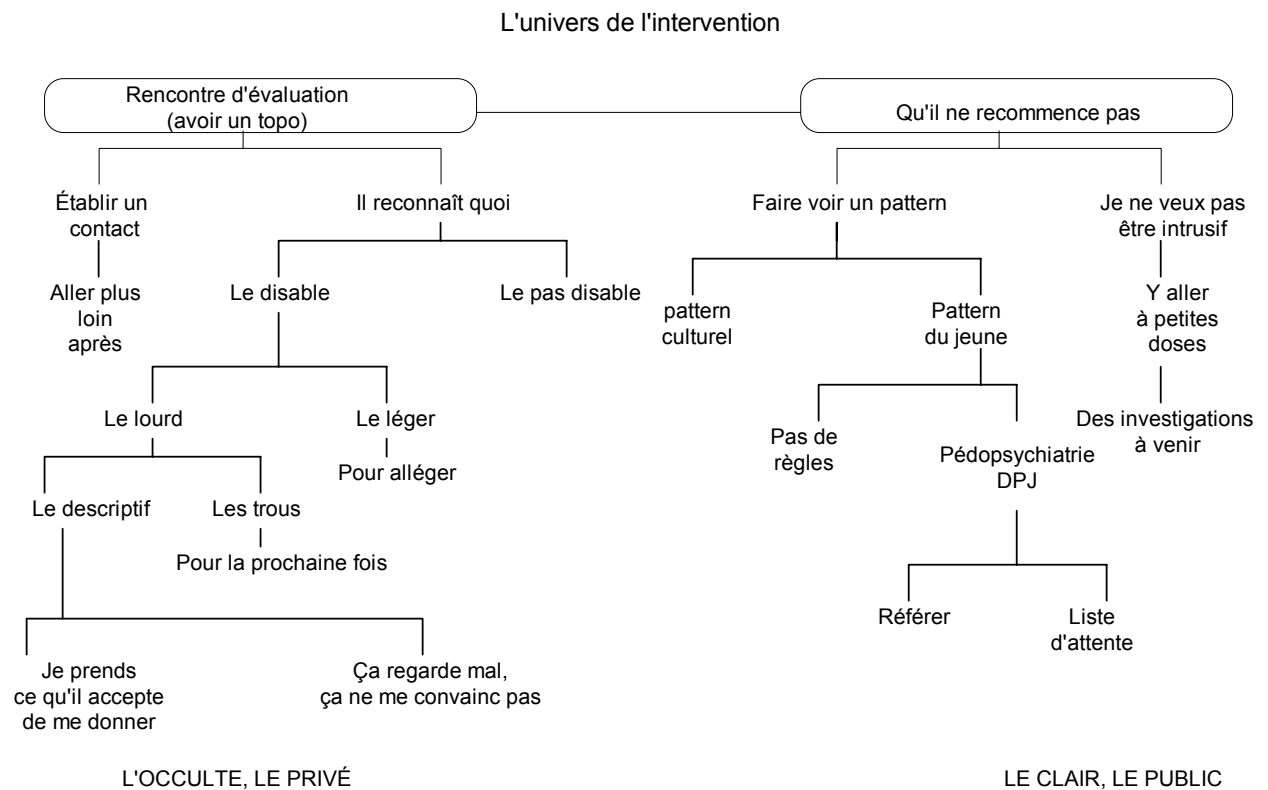 L'univers de l'intervention
Rencontre d'évaluation
(avoir un topo)
Qu'il ne recommence pas
Établir un
contact
Il reconnaît quoi
Faire voir un pattern
Je ne veux pas
être intrusif
Aller plus
loin
après
Le disable
Le pas disable
pattern
culturel
Pattern
du jeune
Y aller
à petites
doses
Le lourd
Le léger
Pour alléger
Pas de
règles
Pédopsychiatrie
DPJ
Des investigations
à venir
Le descriptif
Les trous
Pour la prochaine fois
Référer
Liste
d'attente
Je prends
ce qu'il accepte
de me donner
Ça regarde mal,
ça ne me convainc pas
L'OCCULTE, LE PRIVÉ
LE CLAIR, LE PUBLIC